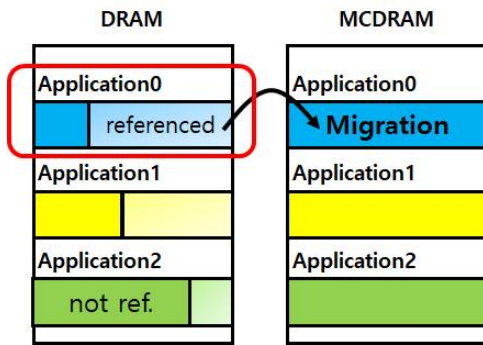 DRAM
MCDRAM
Application0
referenced
Application1
Application2
not ref.
Application0
Migration
Application1
Application2